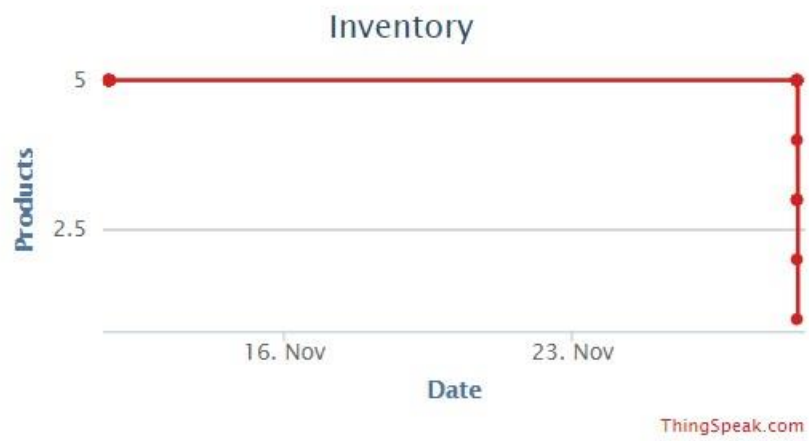 Inventory
5
Products
2.5
16. Nov
23. Nov
Date
ThingSpeak.com